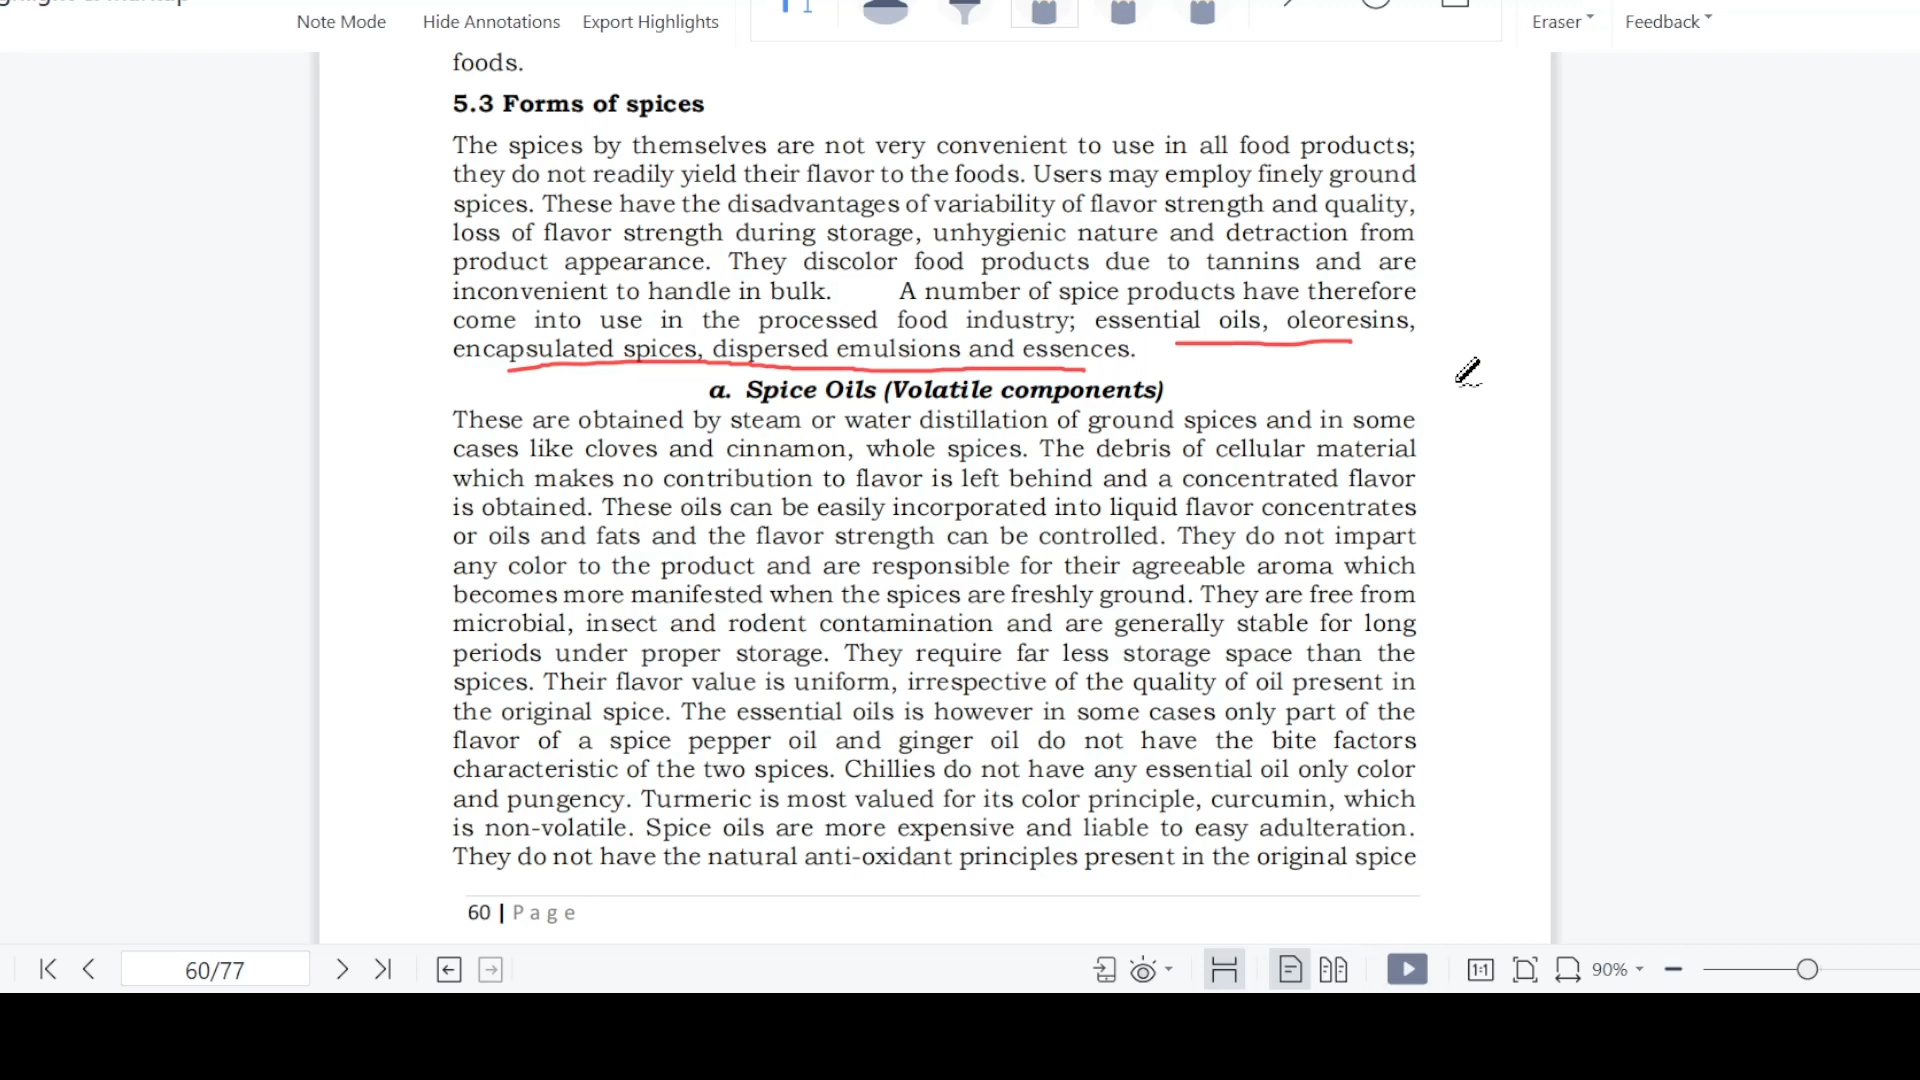 Note Mode Hide Annotations Export Highlights Eraser Feedback
foods.
5.3 Forms of spices
The spices by themselves are not very convenient to use in all food products;
they do not readily yield their flavor to the foods. Users may employ finely ground
spices. These have the disadvantages of variability of flavor strength and quality,
loss of flavor strength during storage, unhygienic nature and detraction from
product appearance. They discolor food products due to tannins and are
inconvenient to handle in bulk. A number of spice products have therefore
come into use in the processed food industry; essential oils, oleoresins,
encapsulated spices, dispersed emulsions and essences.
a. Spice Oils (Volatile components)
These are obtained by steam or water distillation of ground spices and in some
cases like cloves and cinnamon, whole spices. The debris of cellular material
which makes no contribution to flavor is left behind and a concentrated flavor
is obtained. These oils can be easily incorporated into liquid flavor concentrates
or oils and fats and the flavor strength can be controlled. They do not impart
any color to the product and are responsible for their agreeable aroma which
becomes more manifested when the spices are freshly ground. They are free from
microbial, insect and rodent contamination and are generally stable for long
periods under proper storage. They require far less storage space than the
spices. Their flavor value is uniform, irrespective of the quality of oil present in
the original spice. The essential oils is however in some cases only part of the
flavor of a spice pepper oil and ginger oil do not have the bite factors
characteristic of the two spices. Chillies do not have any essential oil only color
and pungency. Turmeric is most valued for its color principle, curcumin, which
is non-volatile. Spice oils are more expensive and liable to easy adulteration.
They do not have the natural anti-oxidant principles present in the original spice
60 | Page
60/77 1:1 90%